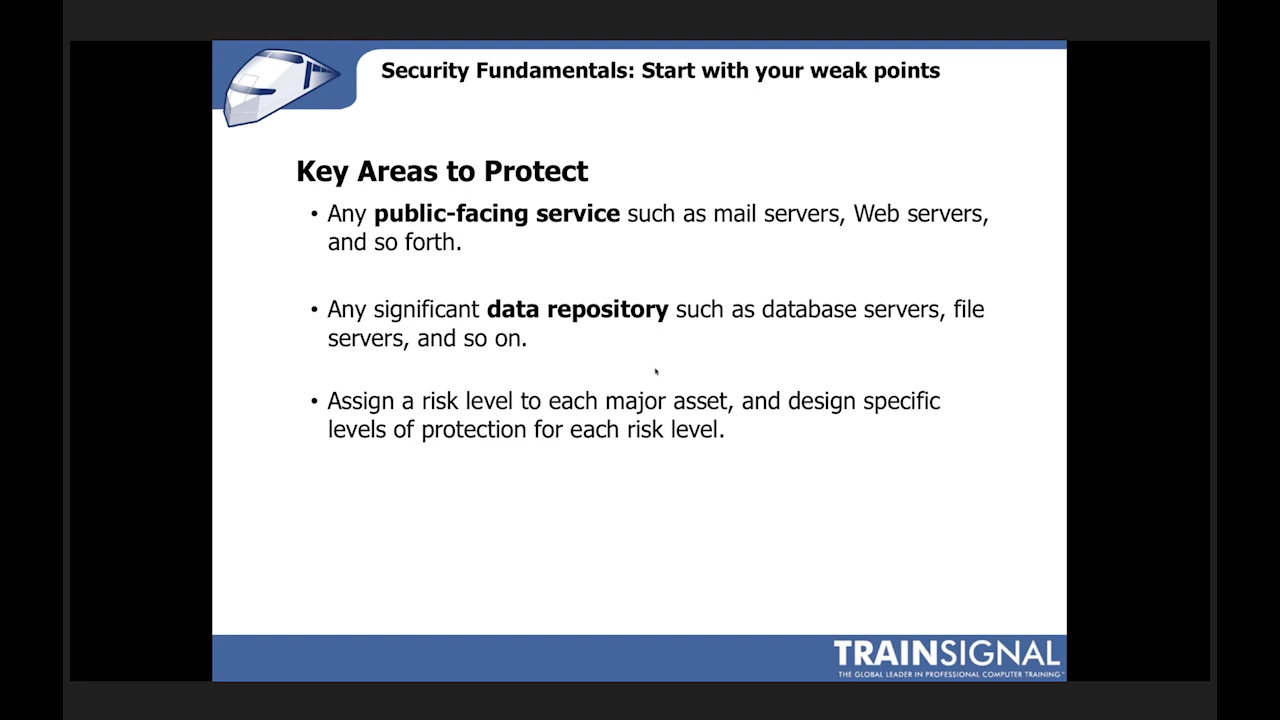 Security Fundamentals: Start with your weak points
Key Areas to Protect
• Any public-facing service such as mail servers, Web servers,
and so forth.
• Any significant data repository such as database servers, file
servers, and so on.
• Assign a risk level to each major asset, and design specific
levels of protection for each risk level.
TRAINSIGNAL
THE GLOBAL LEADER IN PROFESSIONAL COMPUTER TRAINING